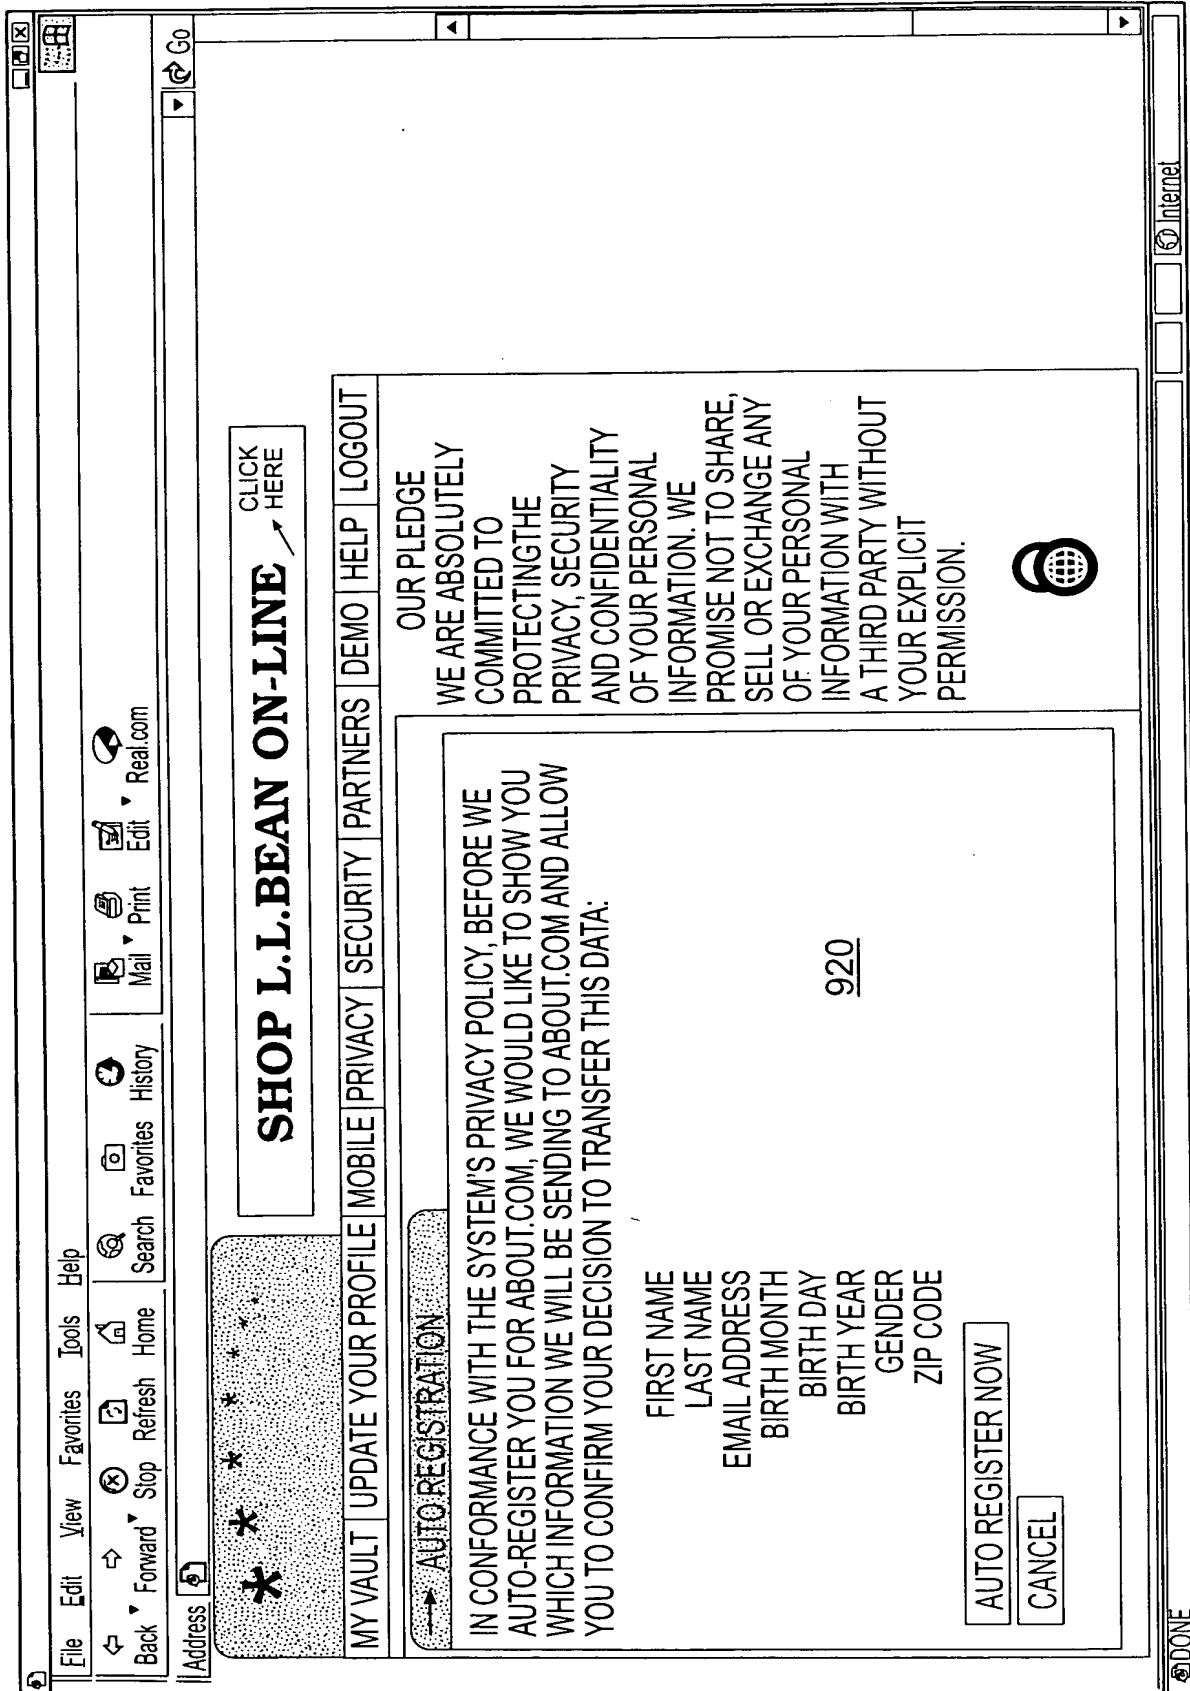 File Edit View Favorites Tools Help
Back Forward Stop Refresh Home Search Favorites History Mail Print Edit Real.com
Address Go
SHOP L.L.BEAN ON-LINE CLICK HERE
MY VAULT UPDATE YOUR PROFILE MOBILE PRIVACY SECURITY PARTNERS DEMO HELP LOGOUT
AUTO REGISTRATION
IN CONFORMANCE WITH THE SYSTEM'S PRIVACY POLICY, BEFORE WE
AUTO-REGISTER YOU FOR ABOUT.COM, WE WOULD LIKE TO SHOW YOU
WHICH INFORMATION WE WILL BE SENDING TO ABOUT.COM AND ALLOW
YOU TO CONFIRM YOUR DECISION TO TRANSFER THIS DATA:
FIRST NAME
LAST NAME
EMAIL ADDRESS
BIRTH MONTH
BIRTH DAY
BIRTH YEAR
GENDER
ZIP CODE
920
AUTO REGISTER NOW
CANCEL
OUR PLEDGE
WE ARE ABSOLUTELY
COMMITTED TO
PROTECTINGTHE
PRIVACY, SECURITY
AND CONFIDENTIALITY
OF YOUR PERSONAL
INFORMATION. WE
PROMISE NOT TO SHARE,
SELL OR EXCHANGE ANY
OF YOUR PERSONAL
INFORMATION WITH
A THIRD PARTY WITHOUT
YOUR EXPLICIT
PERMISSION.
DONE Internet